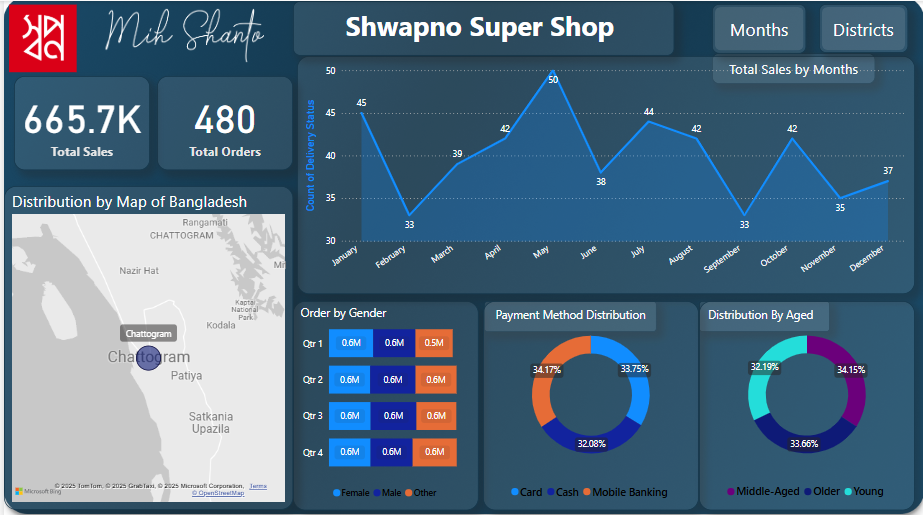 স্বপ্ন
Mih Shanto
Shwapno Super Shop
Months
Districts
665.7K
Total Sales
480
Total Orders
Total Sales by Months
Count of Delivery Status
50
45
40
35
30
45
33
39
42
50
38
44
42
33
42
35
37
January
February
March
April
May
June
July
August
September
October
November
December
Distribution by Map of Bangladesh
Rangamati
CHATTOGRAM
Nazir Hat
Kaptai
National
Park
Kodala
Chattogram
Chattogram
Patiya
Satkania
Upazila
Microsoft Bing
© 2025 TomTom, © 2025 GrabTaxi, © 2025 Microsoft Corporation, Terms
© OpenStreetMap
Order by Gender
Qtr 1 0.6M 0.6M 0.5M
Qtr 2 0.6M 0.6M 0.6M
Qtr 3 0.6M 0.6M 0.6M
Qtr 4 0.6M 0.6M 0.6M
Female Male Other
Payment Method Distribution
34.17%
33.75%
32.08%
Card Cash Mobile Banking
Distribution By Aged
32.19%
34.15%
33.66%
Middle-Aged Older Young